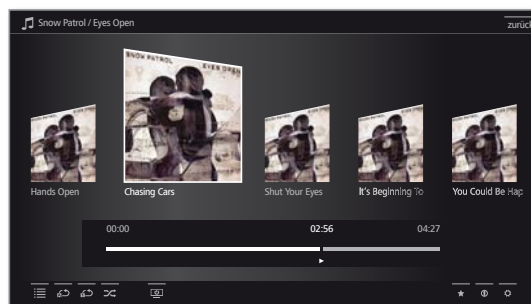 Snow Patrol / Eyes Open
zurück
SNOW PATROL EYES OPEN
Hands Open
Chasing Cars
Shut Your Eyes
It's Beginning To
You Could Be Hap
00:00
02:56
04:27